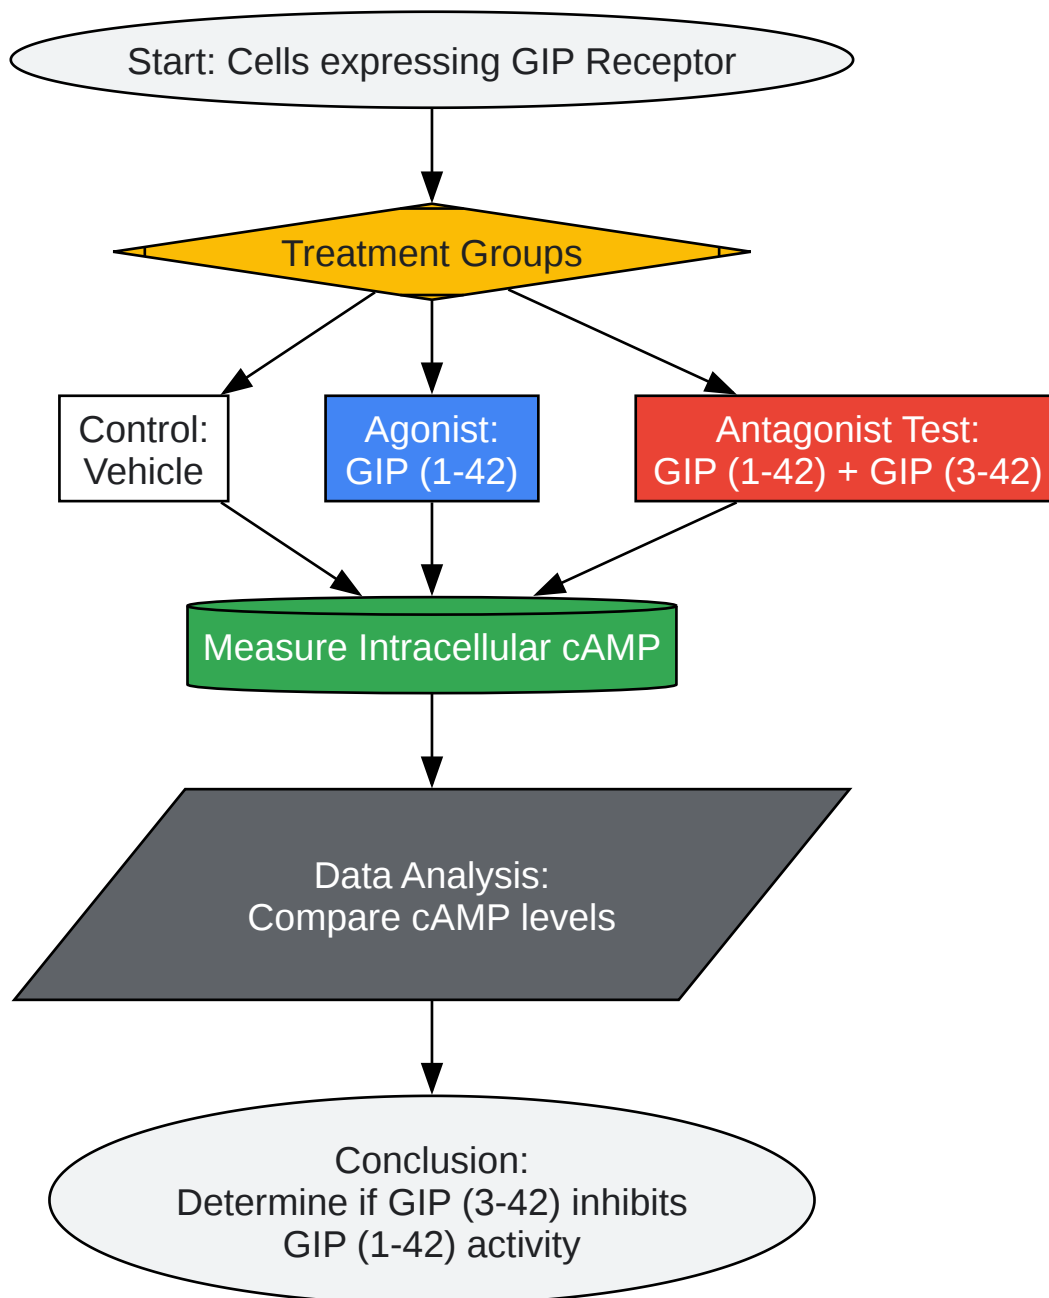 Start: Cells expressing GIP Receptor
Treatment Groups
Control:
Vehicle
Agonist:
GIP (1-42)
Antagonist Test:
GIP (1-42) + GIP (3-42)
Measure Intracellular cAMP
Data Analysis:
Compare cAMP levels
Conclusion:
Determine if GIP (3-42) inhibits
GIP (1-42) activity